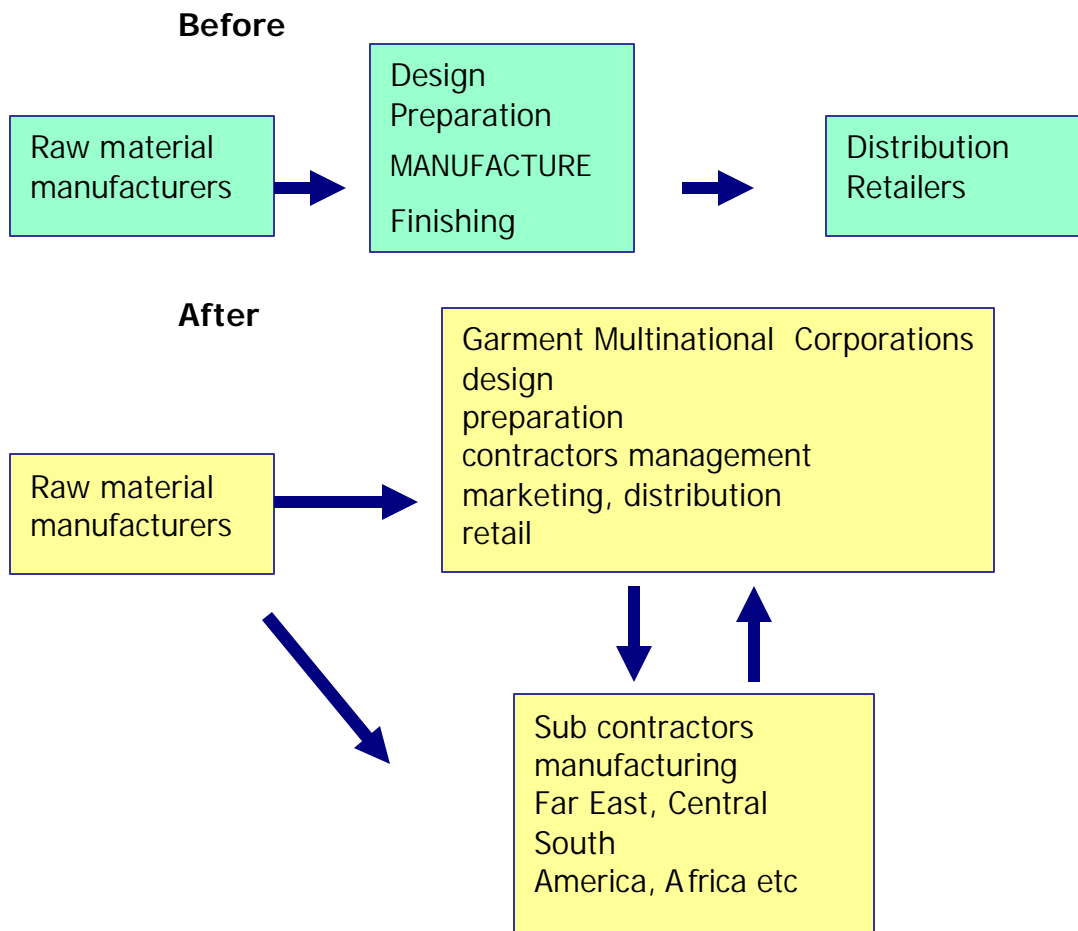 Before
Raw material
manufacturers
Design
Preparation
MANUFACTURE
Finishing
Distribution
Retailers
After
Raw material
manufacturers
Garment Multinational Corporations
design
preparation
contractors management
marketing, distribution
retail
Sub contractors
manufacturing
Far East, Central
South
America, Africa etc